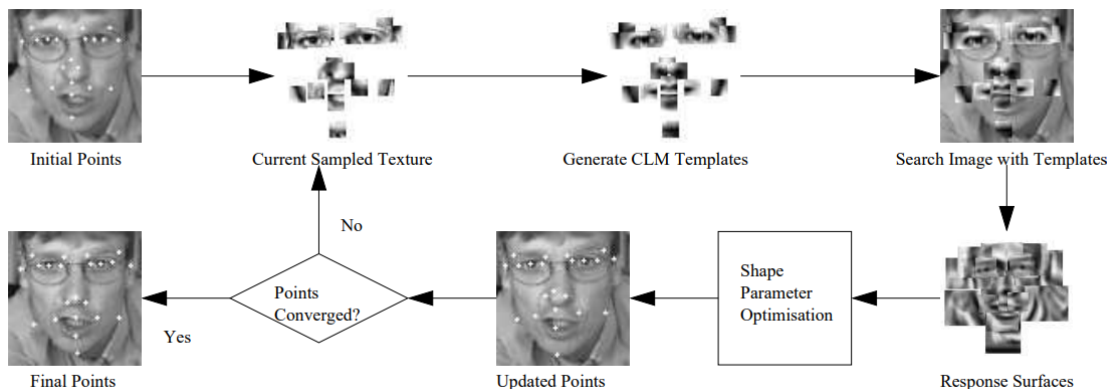 Initial Points
Current Sampled Texture
Generate CLM Templates
Search Image with Templates
No
Points
Converged?
Yes
Shape
Parameter
Optimisation
Final Points
Updated Points
Response Surfaces